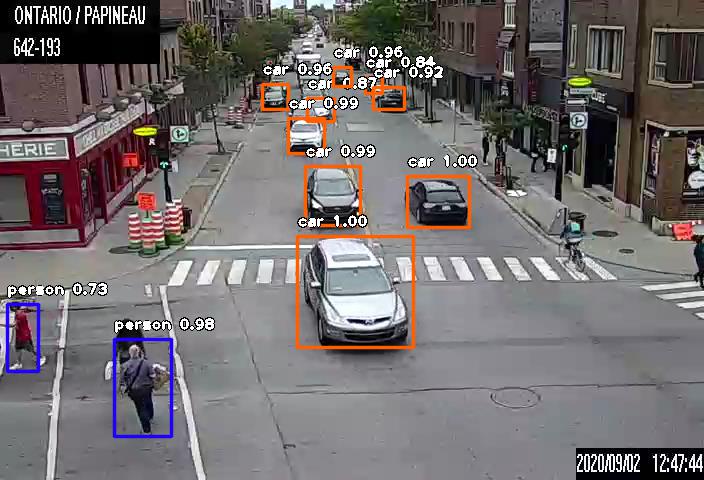 ONTARIO / PAPINEAU
642-193
car 0.96
car 0.84
car 0.96
car 0.92
car 0.87
car 0.99
car 0.99
car 1.00
car 1.00
HERIE
person 0.73
person 0.98
2020/09/02 12:47:44